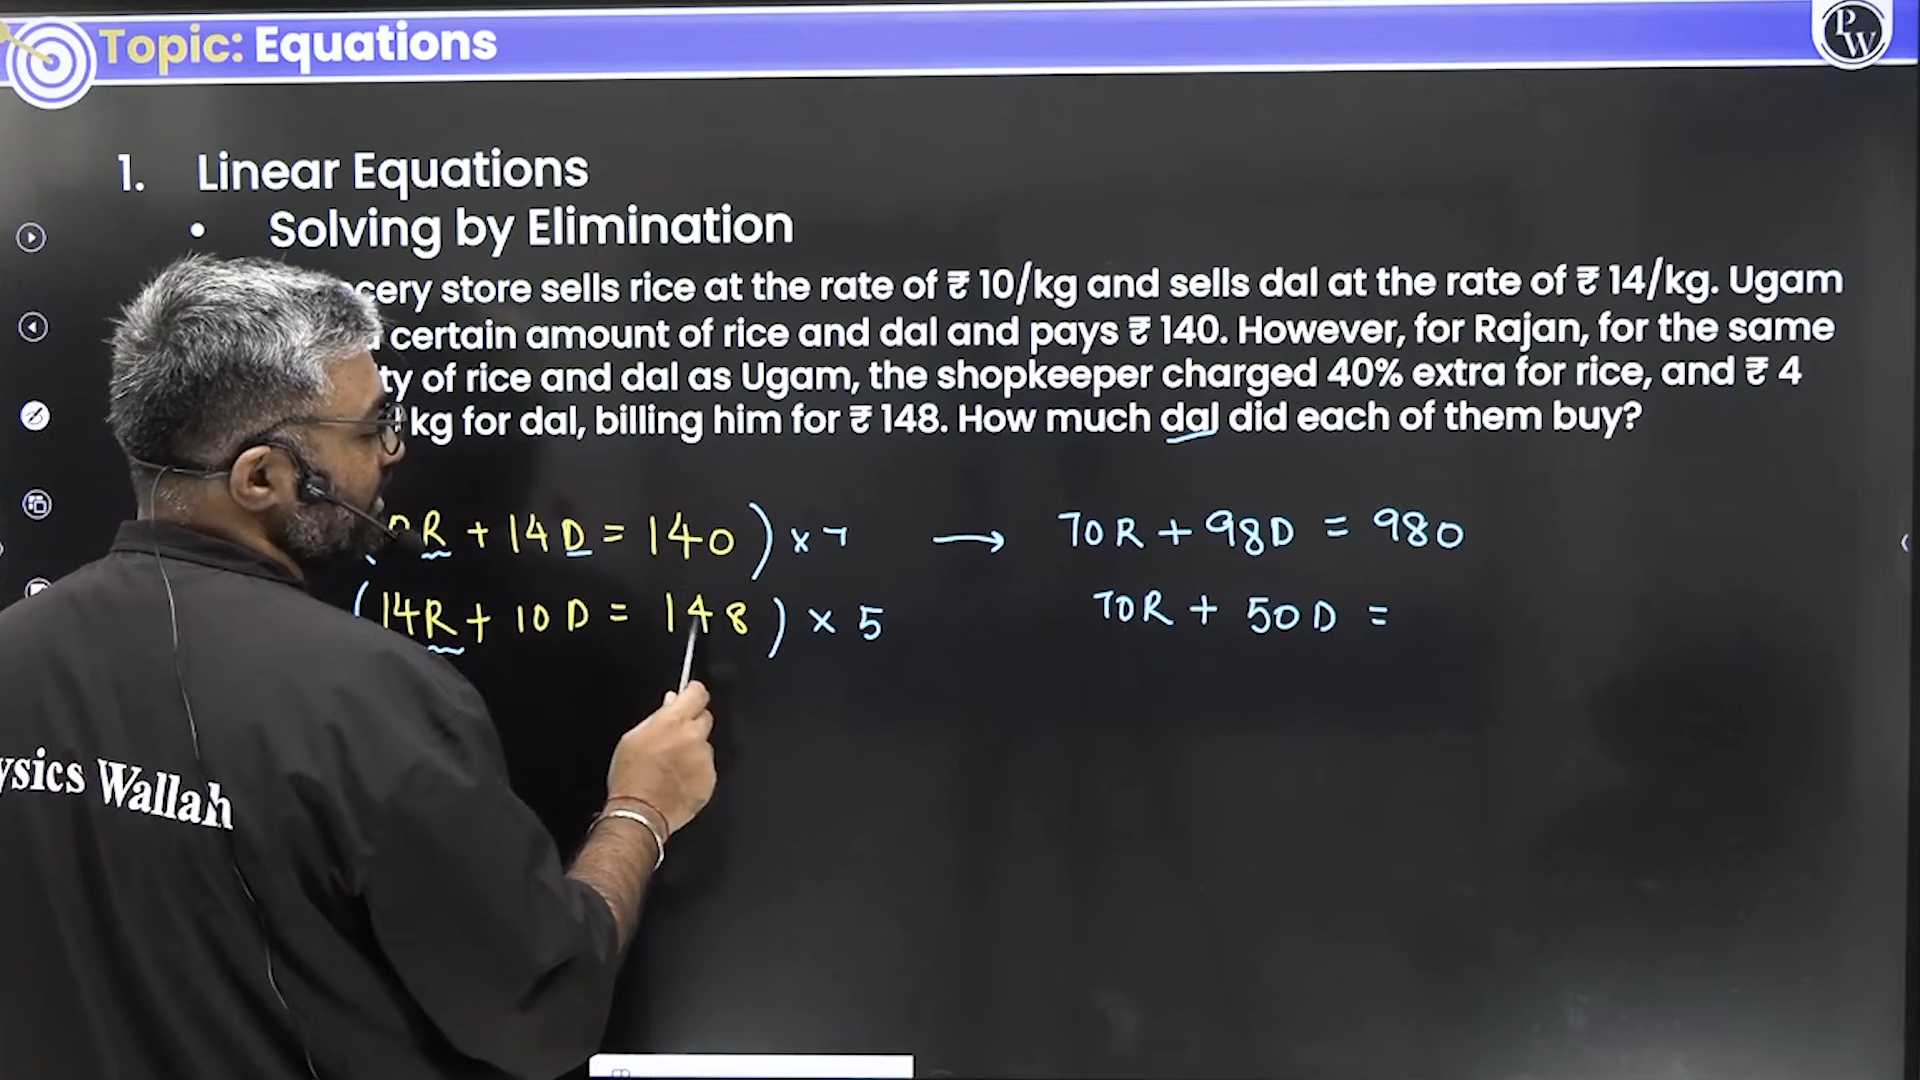 Topic: Equations
PW
1. Linear Equations
• Solving by Elimination
cery store sells rice at the rate of ₹ 10/kg and sells dal at the rate of ₹ 14/kg. Ugam
certain amount of rice and dal and pays ₹ 140. However, for Rajan, for the same
ty of rice and dal as Ugam, the shopkeeper charged 40% extra for rice, and ₹ 4
kg for dal, billing him for ₹ 148. How much dal did each of them buy?
R + 14D = 140) × 7 → 70R + 98D = 980
(14R + 10D = 148) × 5 70R + 50D =
ysics Wallah